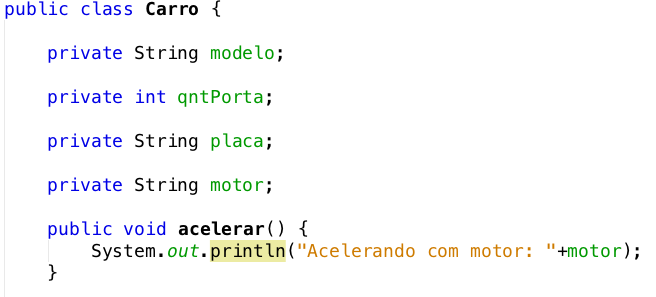 public class Carro {
private String modelo;
private int qntPorta;
private String placa;
private String motor;
public void acelerar() {
System.out.println("Acelerando com motor: "+motor);
}